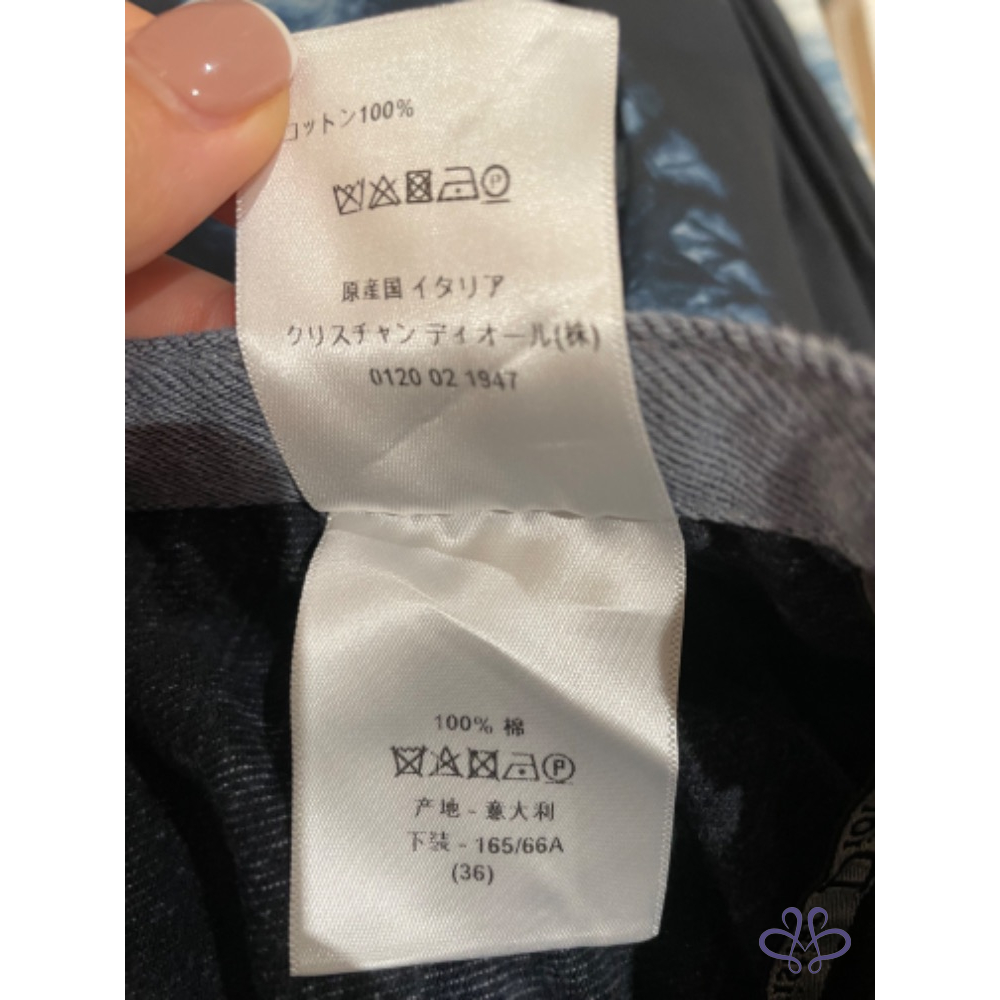 コットン100%
P
原産国 イタリア
クリスチャン ディオール(株)
0120 02 1947
100% 棉
P
产地 - 意大利
下装 - 165/66A
(36)
Dior